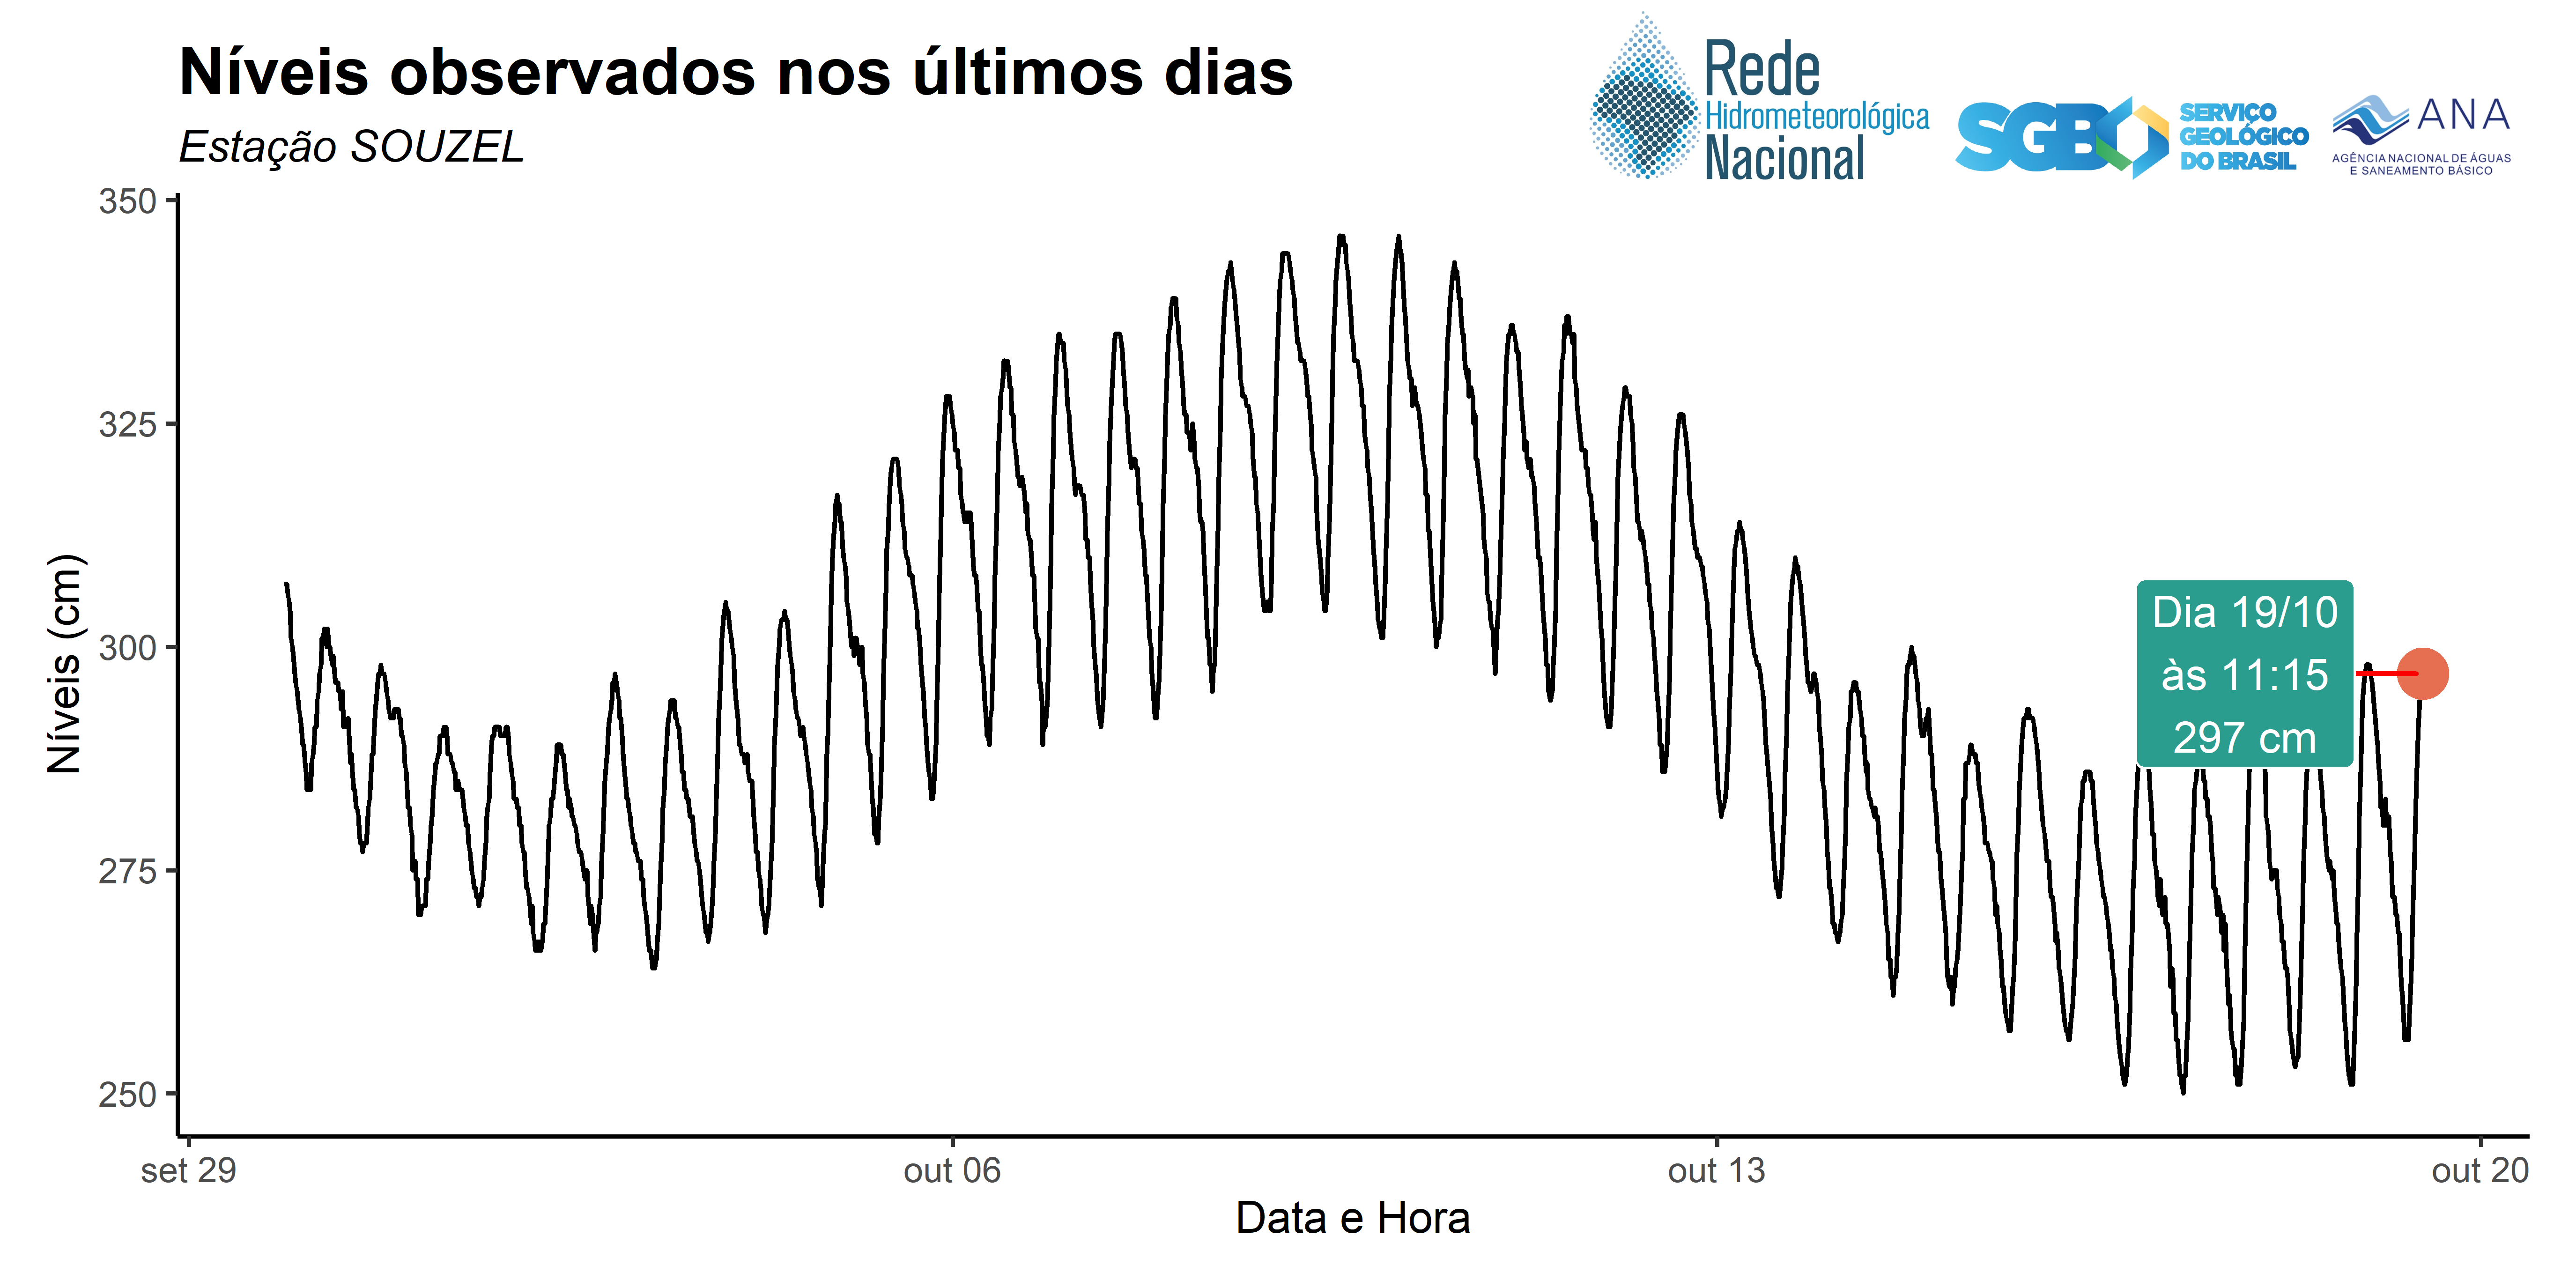 Níveis observados nos últimos dias
Estação SOUZEL
Rede
Hidrometeorológica
Nacional
SGB
SERVIÇO
GEOLÓGICO
DO BRASIL
ANA
AGÊNCIA NACIONAL DE ÁGUAS
E SANEAMENTO BÁSICO
350
325
300
275
250
Níveis (cm)
Dia 19/10
às 11:15
297 cm
set 29
out 06
out 13
out 20
Data e Hora